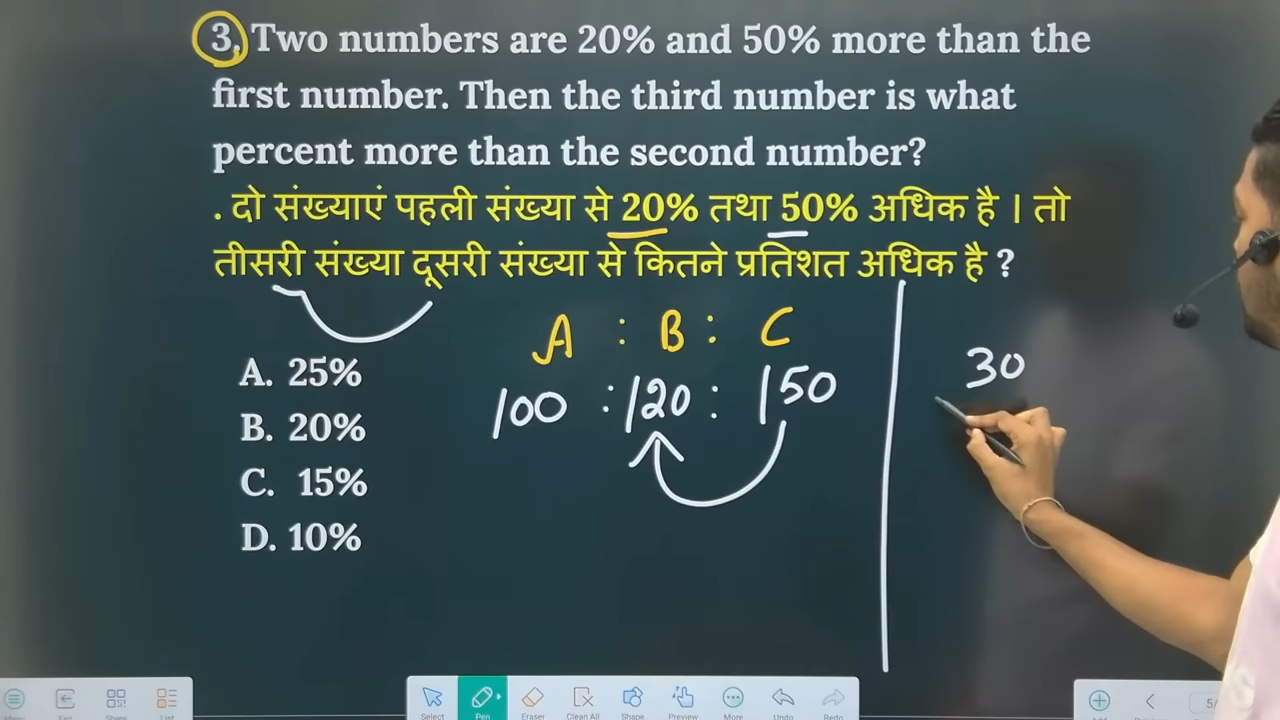 3. Two numbers are 20% and 50% more than the
first number. Then the third number is what
percent more than the second number?
. दो संख्याएं पहली संख्या से 20% तथा 50% अधिक है । तो
तीसरी संख्या दूसरी संख्या से कितने प्रतिशत अधिक है ?
A. 25%
B. 20%
C. 15%
D. 10%
A : B : C
100 : 120 : 150
30
Select Pen Eraser Clean All Shape Preview More Undo Redo